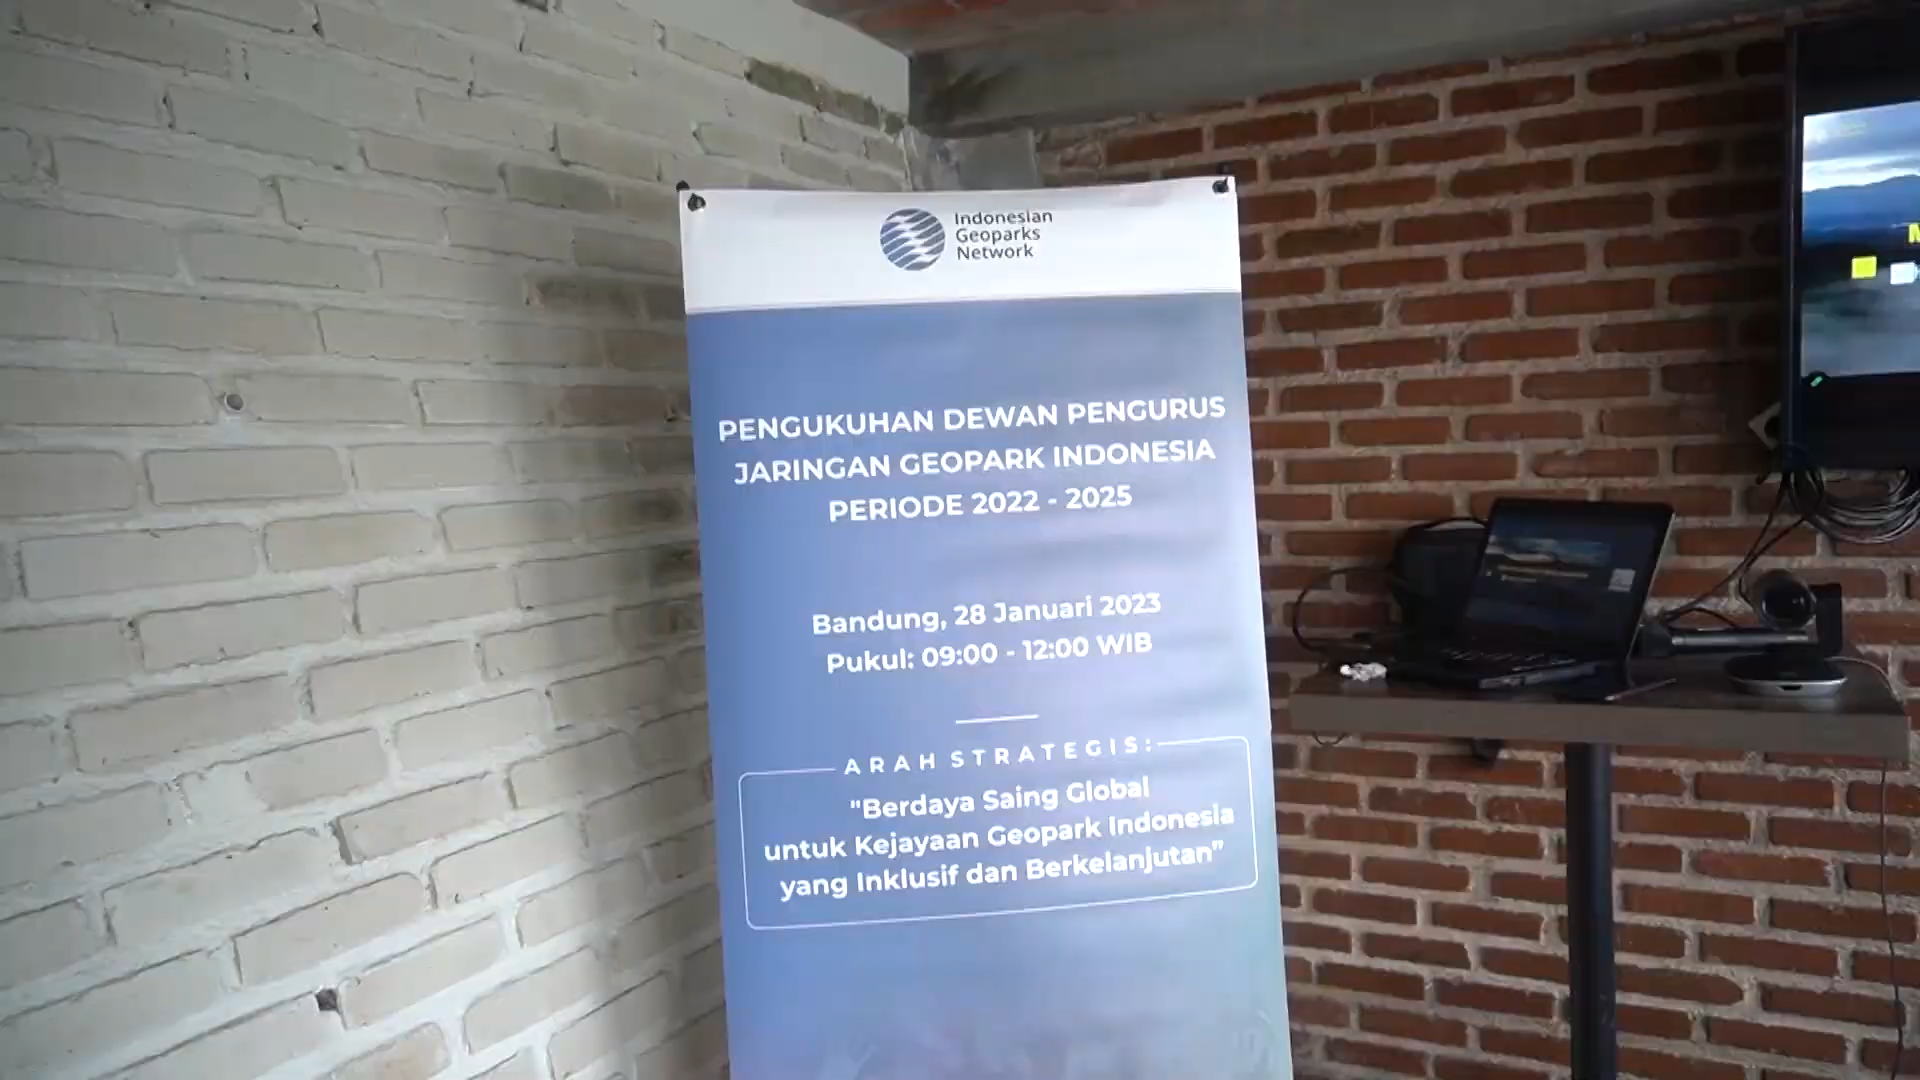 Indonesian
Geoparks
Network
PENGUKUHAN DEWAN PENGURUS
JARINGAN GEOPARK INDONESIA
PERIODE 2022 - 2025
Bandung, 28 Januari 2023
Pukul: 09:00 - 12:00 WIB
ARAH STRATEGIS:
"Berdaya Saing Global
untuk Kejayaan Geopark Indonesia
yang Inklusif dan Berkelanjutan"